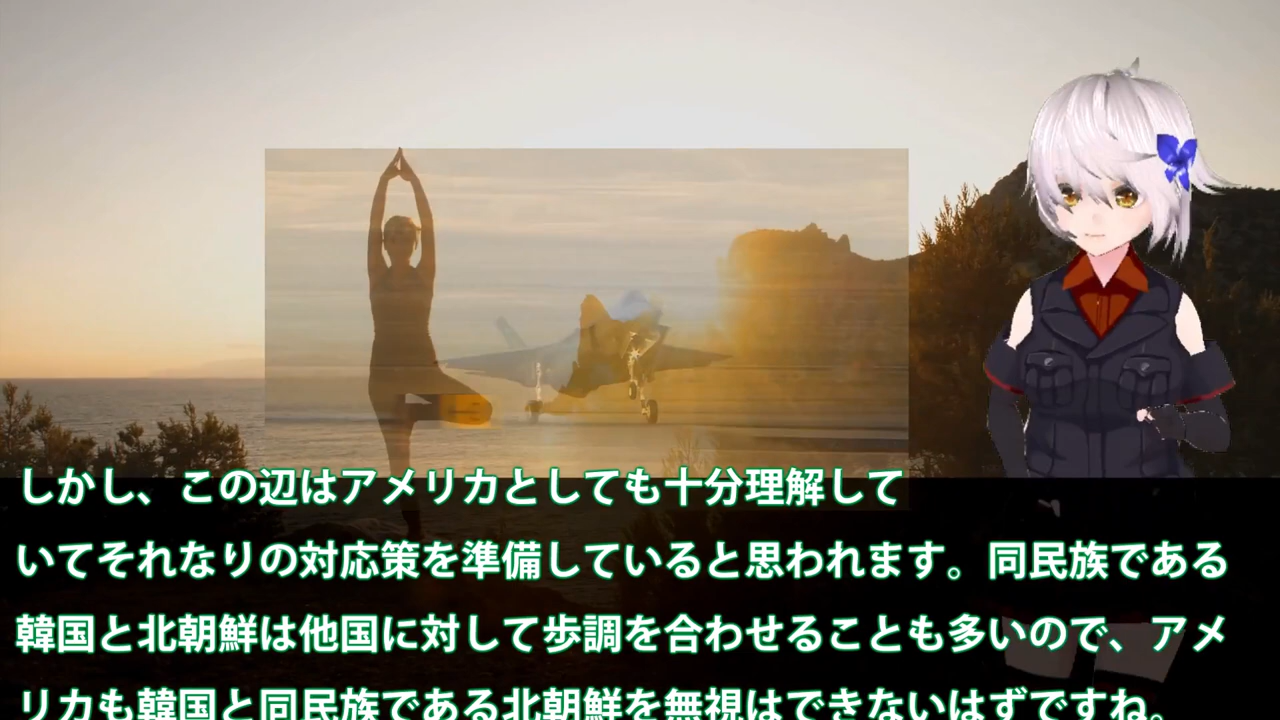 しかし、この辺はアメリカとしても十分理解して
いてそれなりの対応策を準備していると思われます。同民族である
韓国と北朝鮮は他国に対して歩調を合わせることも多いので、アメ
リカも韓国と同民族である北朝鮮を無視はできないはずですね。